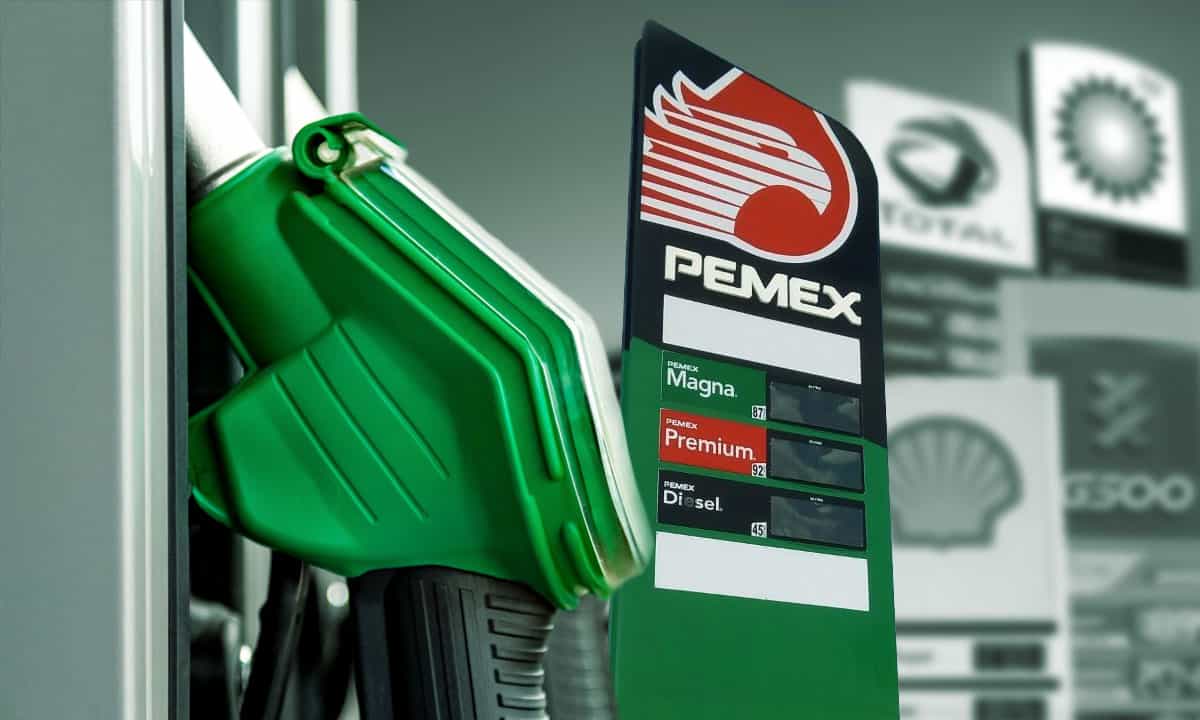 PEMEX
PEMEX
Magna.
87
PEMEX
Premium.
92
PEMEX
Diesel.
45
TOTAL
G500